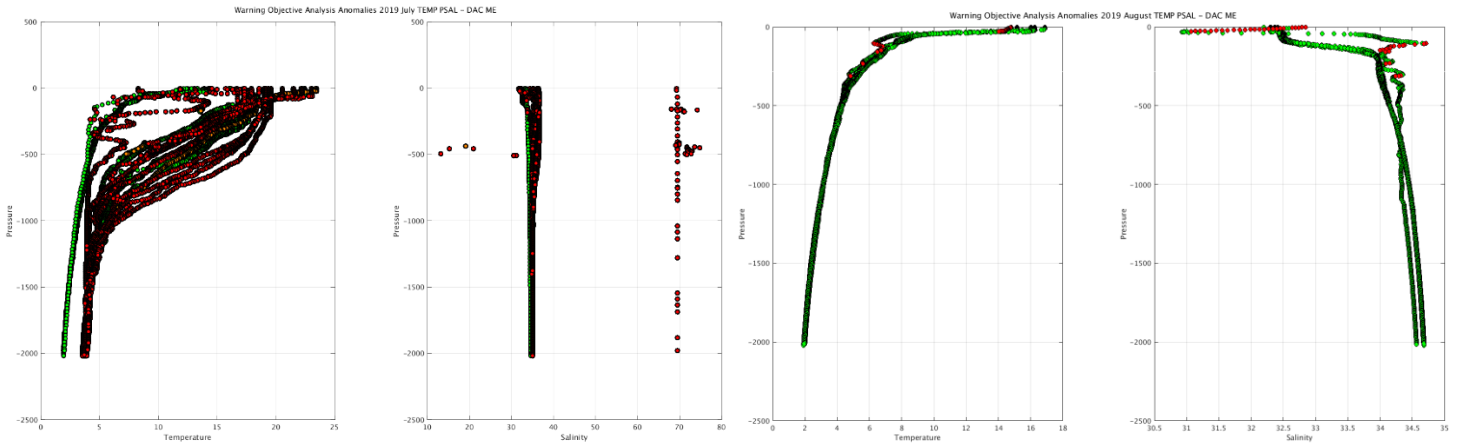 Warning Objective Analysis Anomalies 2019 July TEMP PSAL - DAC ME
500
0
-500
-1000
-1500
-2000
-2500
Pressure
0 5 10 15 20 25
Temperature
500
0
-500
-1000
-1500
-2000
-2500
Pressure
10 20 30 40 50 60 70 80
Salinity
Warning Objective Analysis Anomalies 2019 August TEMP PSAL - DAC ME
0
-500
-1000
-1500
-2000
-2500
Pressure
0 2 4 6 8 10 12 14 16 18
Temperature
0
-500
-1000
-1500
-2000
-2500
Pressure
30.5 31 31.5 32 32.5 33 33.5 34 34.5 35
Salinity